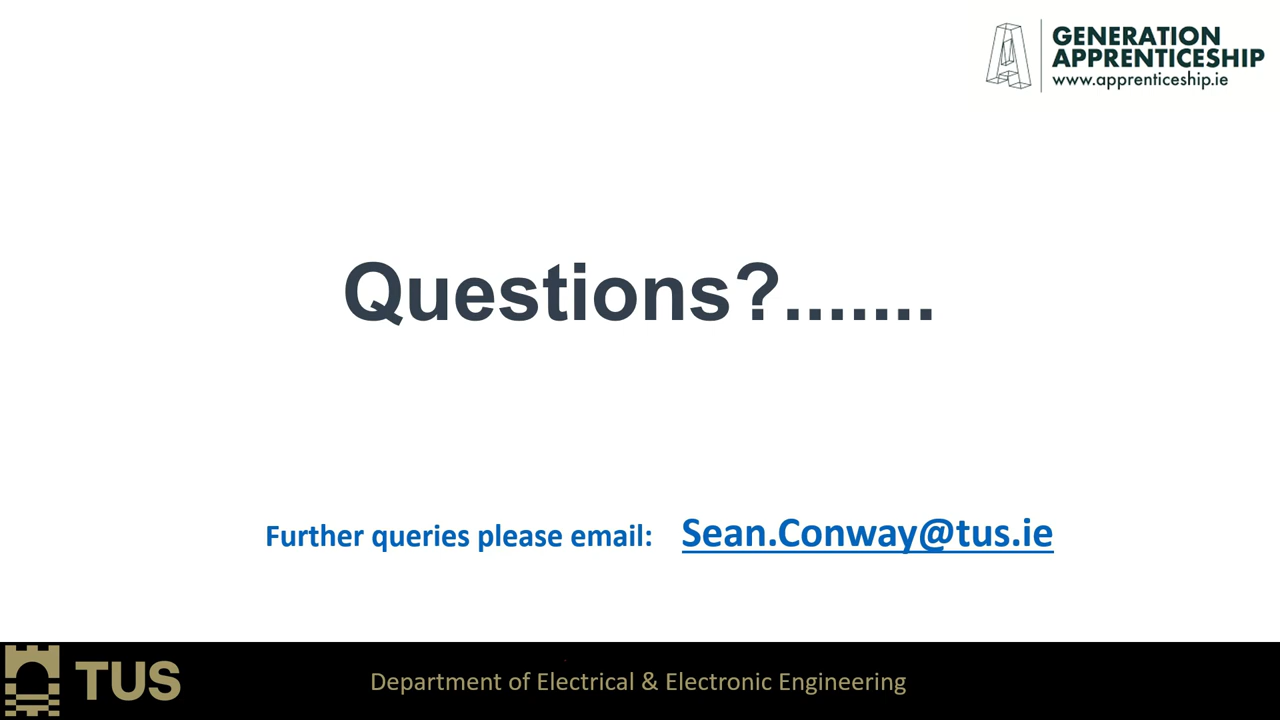 GENERATION
APPRENTICESHIP
www.apprenticeship.ie
Questions?.......
Further queries please email: Sean.Conway@tus.ie
TUS
Department of Electrical & Electronic Engineering